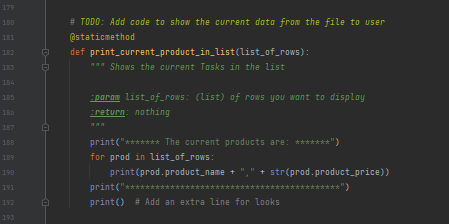 179
180 # TODO: Add code to show the current data from the file to user
181 @staticmethod
182 def print_current_product_in_list(list_of_rows):
183 """ Shows the current Tasks in the list
184
185 :param list_of_rows: (list) of rows you want to display
186 :return: nothing
187 """
188 print("******* The current products are: *******")
189 for prod in list_of_rows:
190 print(prod.product_name + "," + str(prod.product_price))
191 print("*******************************************")
192 print()  # Add an extra line for looks
193